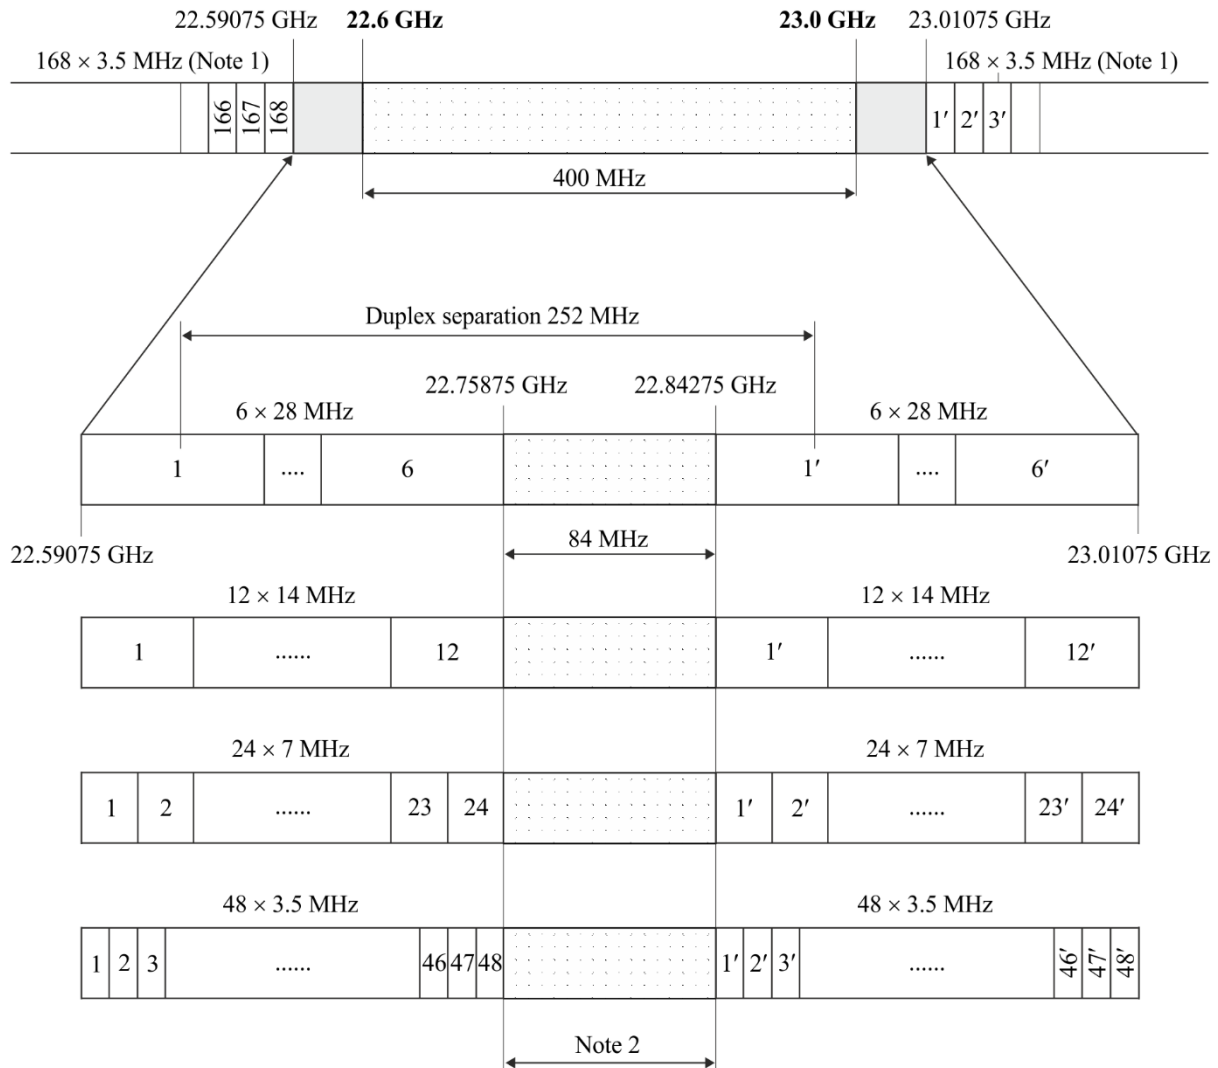 22.59075 GHz 22.6 GHz 23.0 GHz 23.01075 GHz
168 × 3.5 MHz (Note 1) 168 × 3.5 MHz (Note 1)
166 167 168 1′ 2′ 3′
400 MHz
Duplex separation 252 MHz
22.75875 GHz 22.84275 GHz
6 × 28 MHz 6 × 28 MHz
1 .... 6 1′ .... 6′
22.59075 GHz 84 MHz 23.01075 GHz
12 × 14 MHz 12 × 14 MHz
1 ...... 12 1′ ...... 12′
24 × 7 MHz 24 × 7 MHz
1 2 ...... 23 24 1′ 2′ ...... 23′ 24′
48 × 3.5 MHz 48 × 3.5 MHz
1 2 3 ...... 46 47 48 1′ 2′ 3′ ...... 46′ 47′ 48′
Note 2